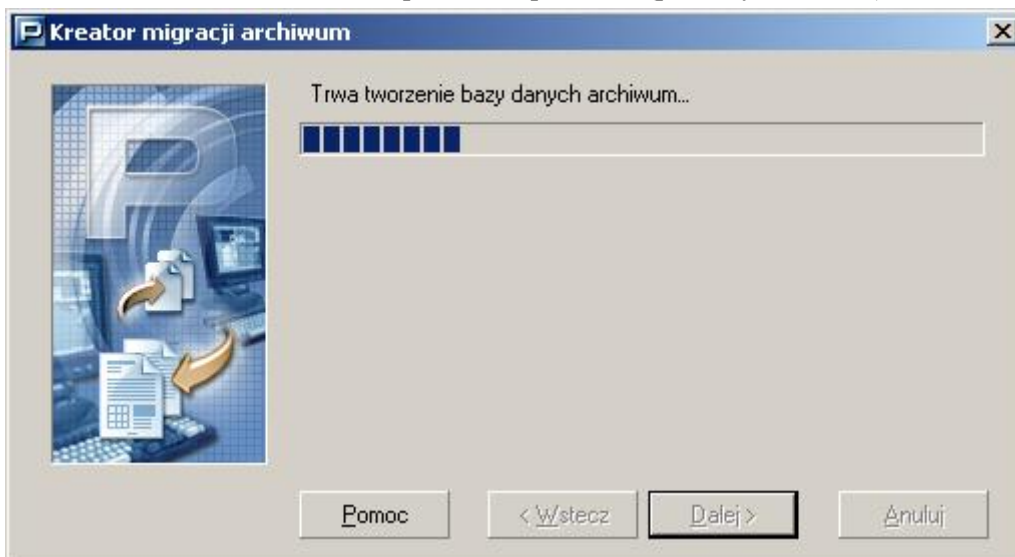 Kreator migracji archiwum
Trwa tworzenie bazy danych archiwum...
Pomoc
< Wstecz
Dalej >
Anuluj